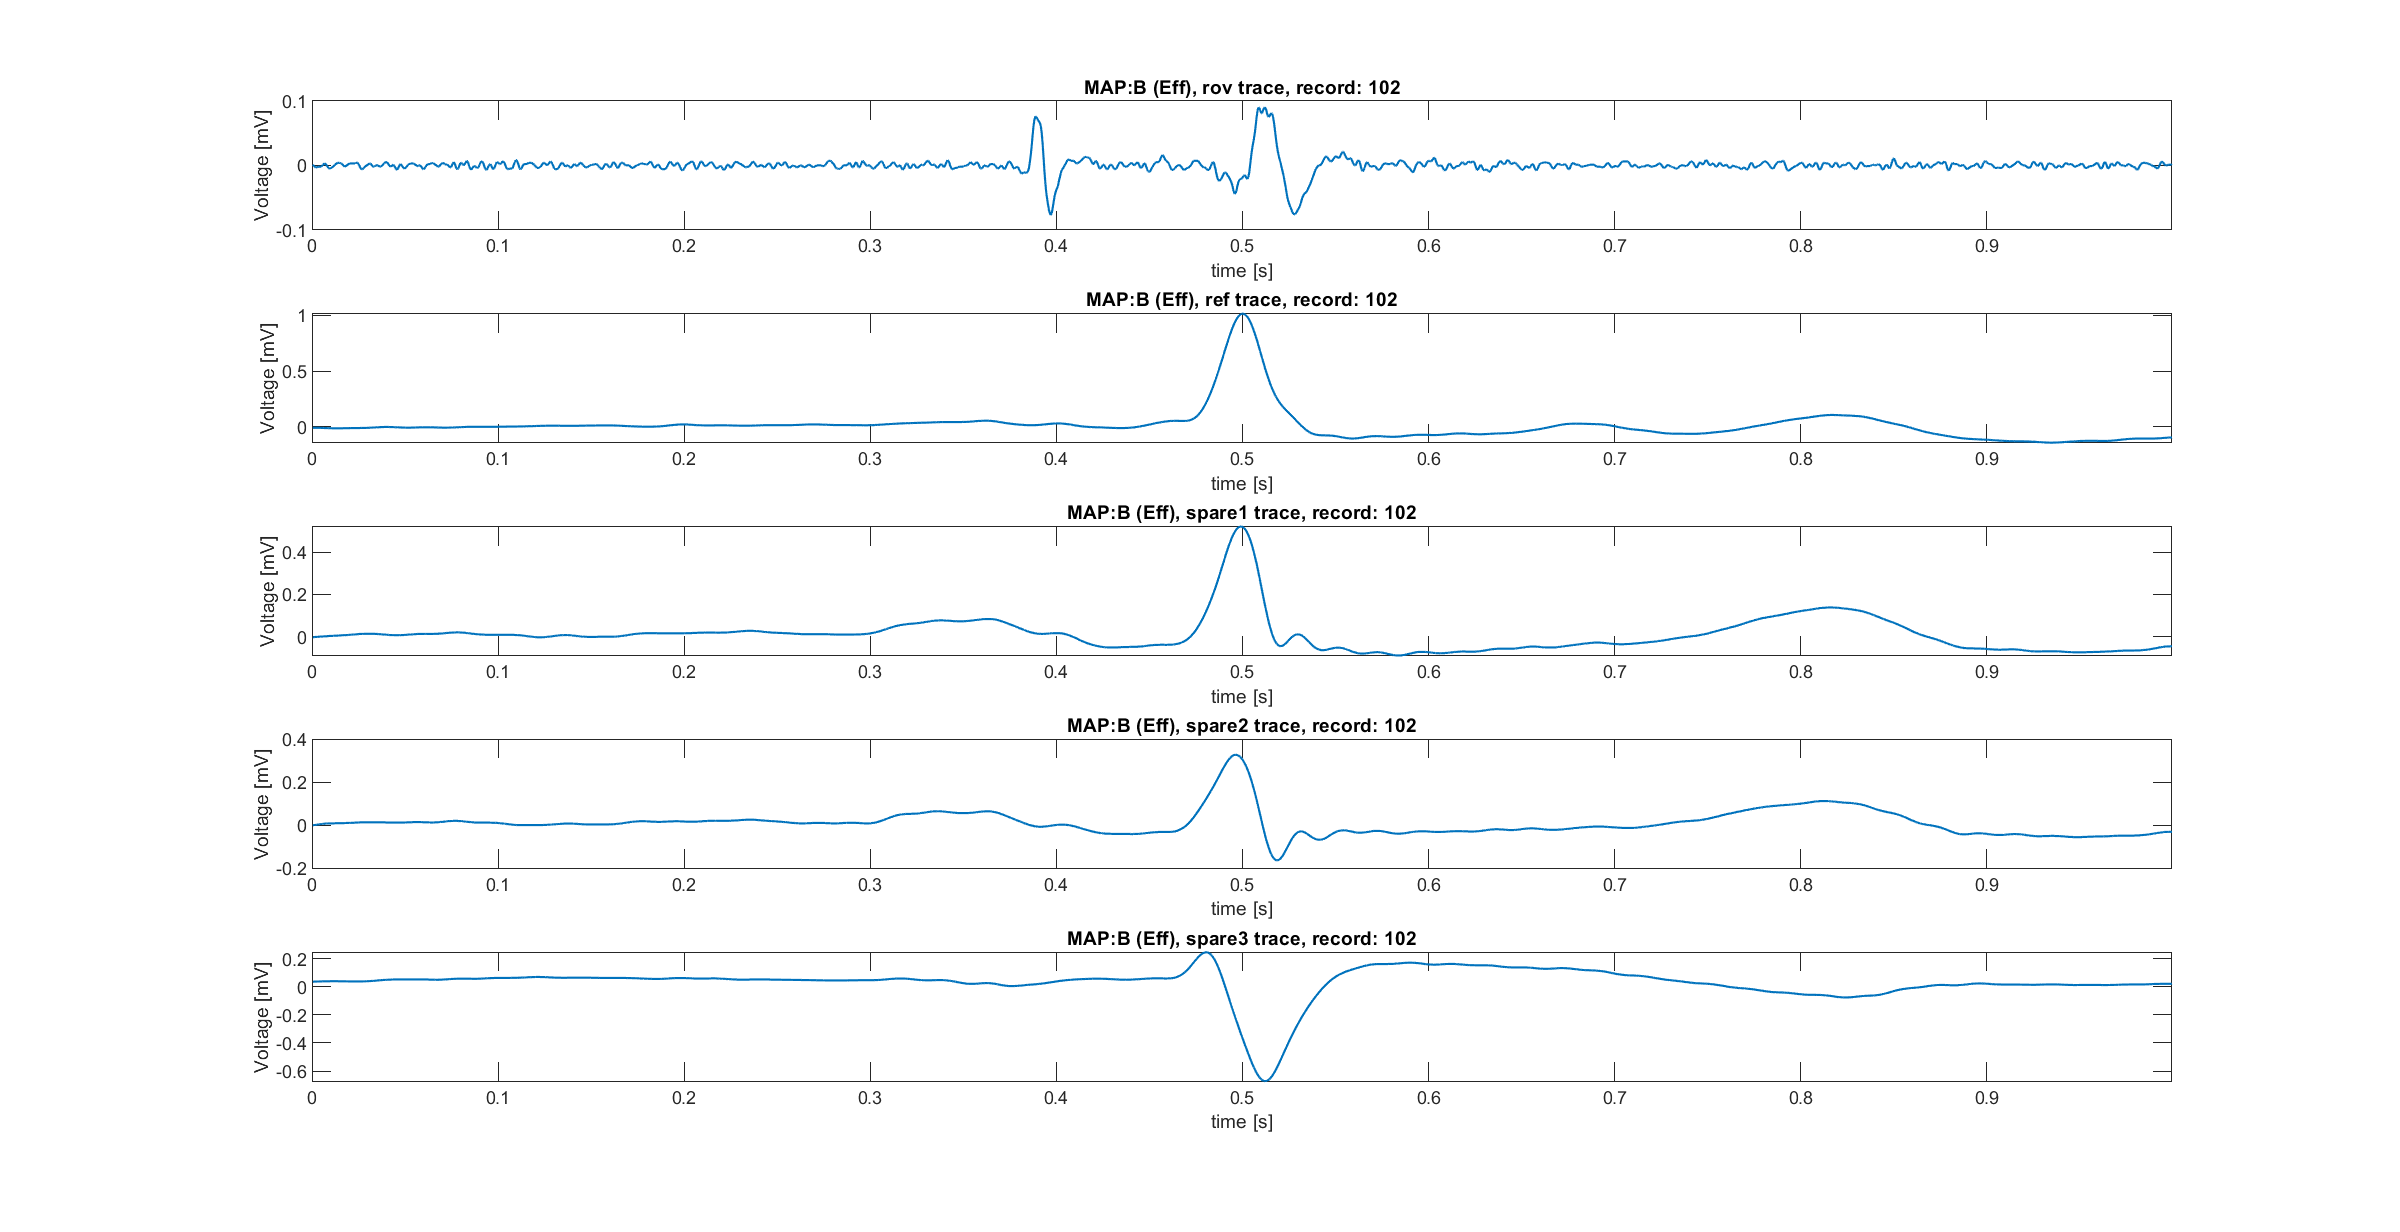 MAP:B (Eff), rov trace, record: 102
Voltage [mV]
0.1
0
-0.1
0 0.1 0.2 0.3 0.4 0.5 0.6 0.7 0.8 0.9
time [s]
MAP:B (Eff), ref trace, record: 102
Voltage [mV]
1
0.5
0
0 0.1 0.2 0.3 0.4 0.5 0.6 0.7 0.8 0.9
time [s]
MAP:B (Eff), spare1 trace, record: 102
Voltage [mV]
0.4
0.2
0
0 0.1 0.2 0.3 0.4 0.5 0.6 0.7 0.8 0.9
time [s]
MAP:B (Eff), spare2 trace, record: 102
Voltage [mV]
0.4
0.2
0
-0.2
0 0.1 0.2 0.3 0.4 0.5 0.6 0.7 0.8 0.9
time [s]
MAP:B (Eff), spare3 trace, record: 102
Voltage [mV]
0.2
0
-0.2
-0.4
-0.6
0 0.1 0.2 0.3 0.4 0.5 0.6 0.7 0.8 0.9
time [s]